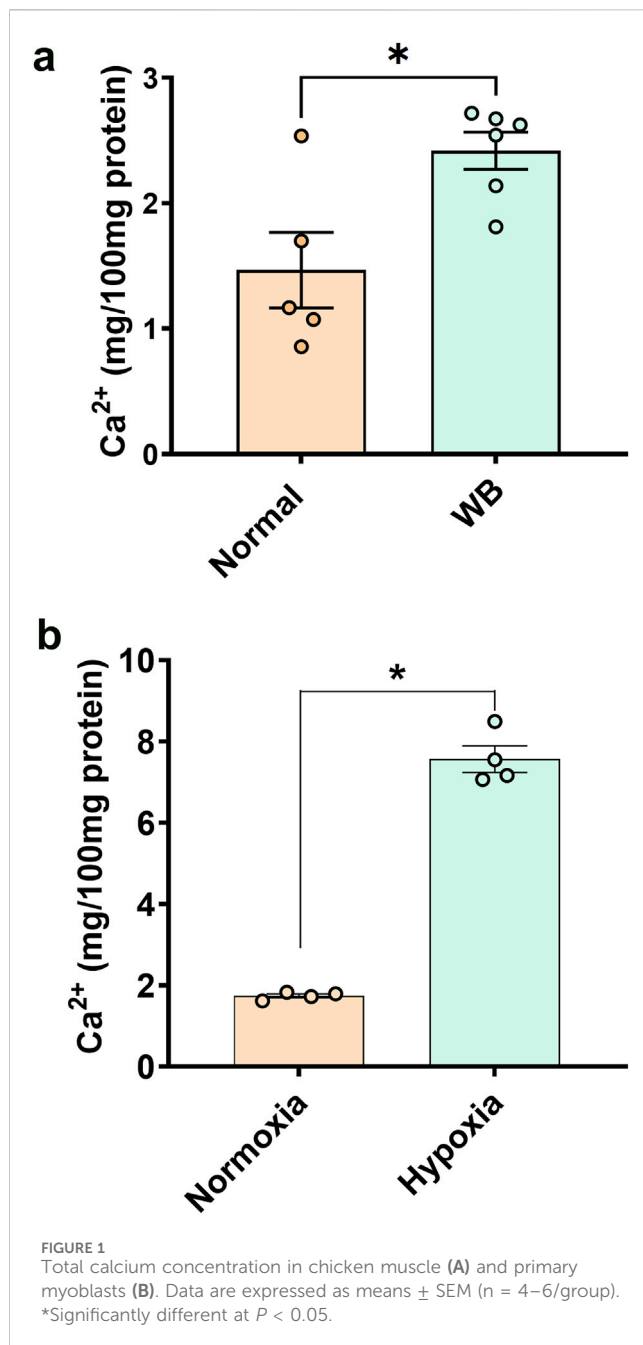 a
*
Ca²⁺ (mg/100mg protein)
3
2
1
0
Normal
WB
b
*
Ca²⁺ (mg/100mg protein)
10
8
6
4
2
0
Normoxia
Hypoxia
FIGURE 1
Total calcium concentration in chicken muscle (A) and primary
myoblasts (B). Data are expressed as means ± SEM (n = 4–6/group).
*Significantly different at P < 0.05.